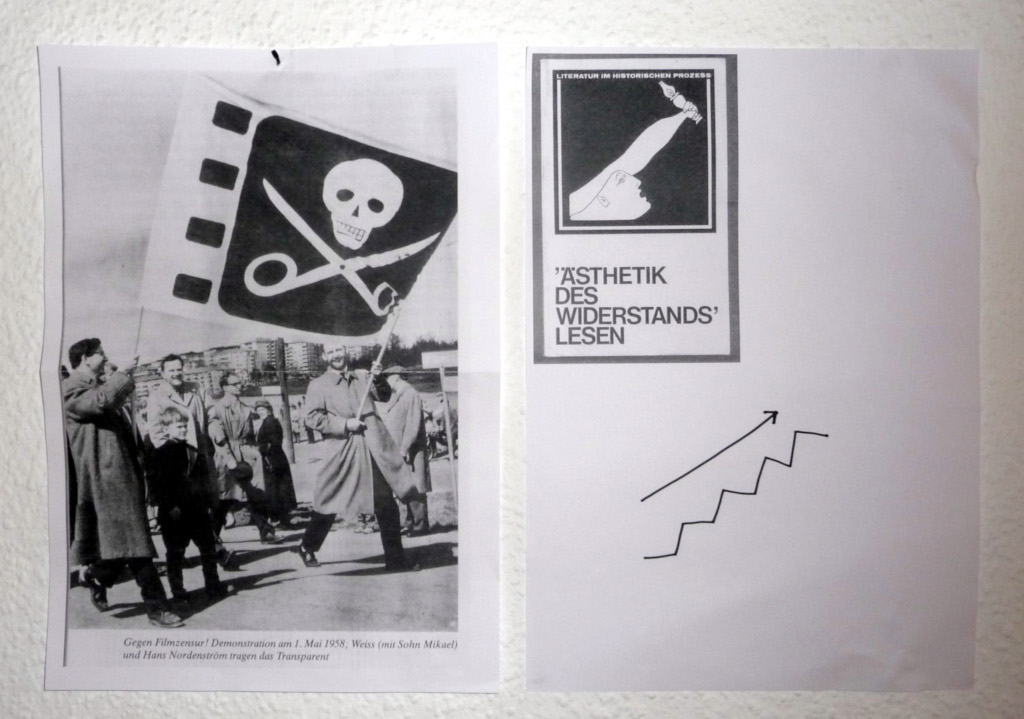 Gegen Filmzensur! Demonstration am 1. Mai 1958; Weiss (mit Sohn Mikael)
und Hans Nordenström tragen das Transparent
LITERATUR IM HISTORISCHEN PROZESS
'ÄSTHETIK
DES
WIDERSTANDS'
LESEN